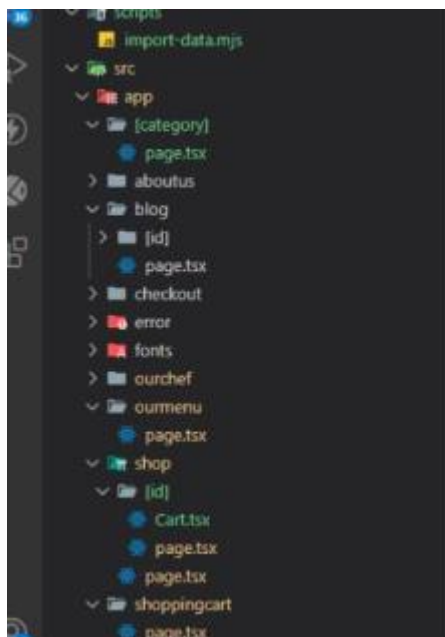 36
scripts
import-data.mjs
src
app
[category]
page.tsx
aboutus
blog
[id]
page.tsx
checkout
error
fonts
ourchef
ourmenu
page.tsx
shop
[id]
Cart.tsx
page.tsx
page.tsx
shoppingcart
page.tsx